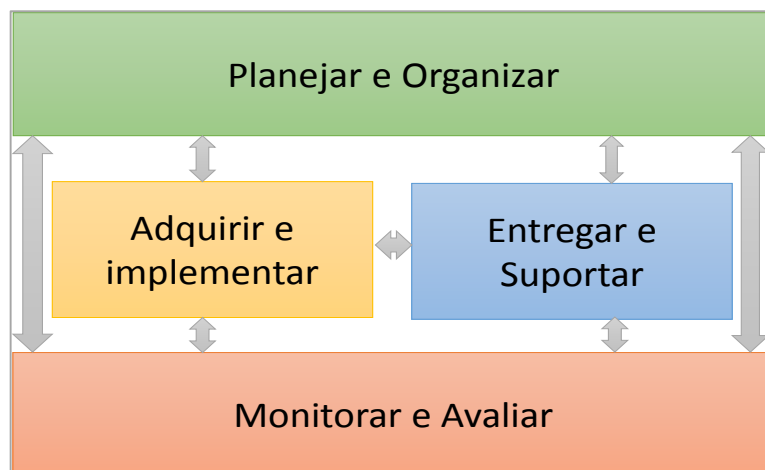 Planejar e Organizar
Adquirir e
implementar
Entregar e
Suportar
Monitorar e Avaliar